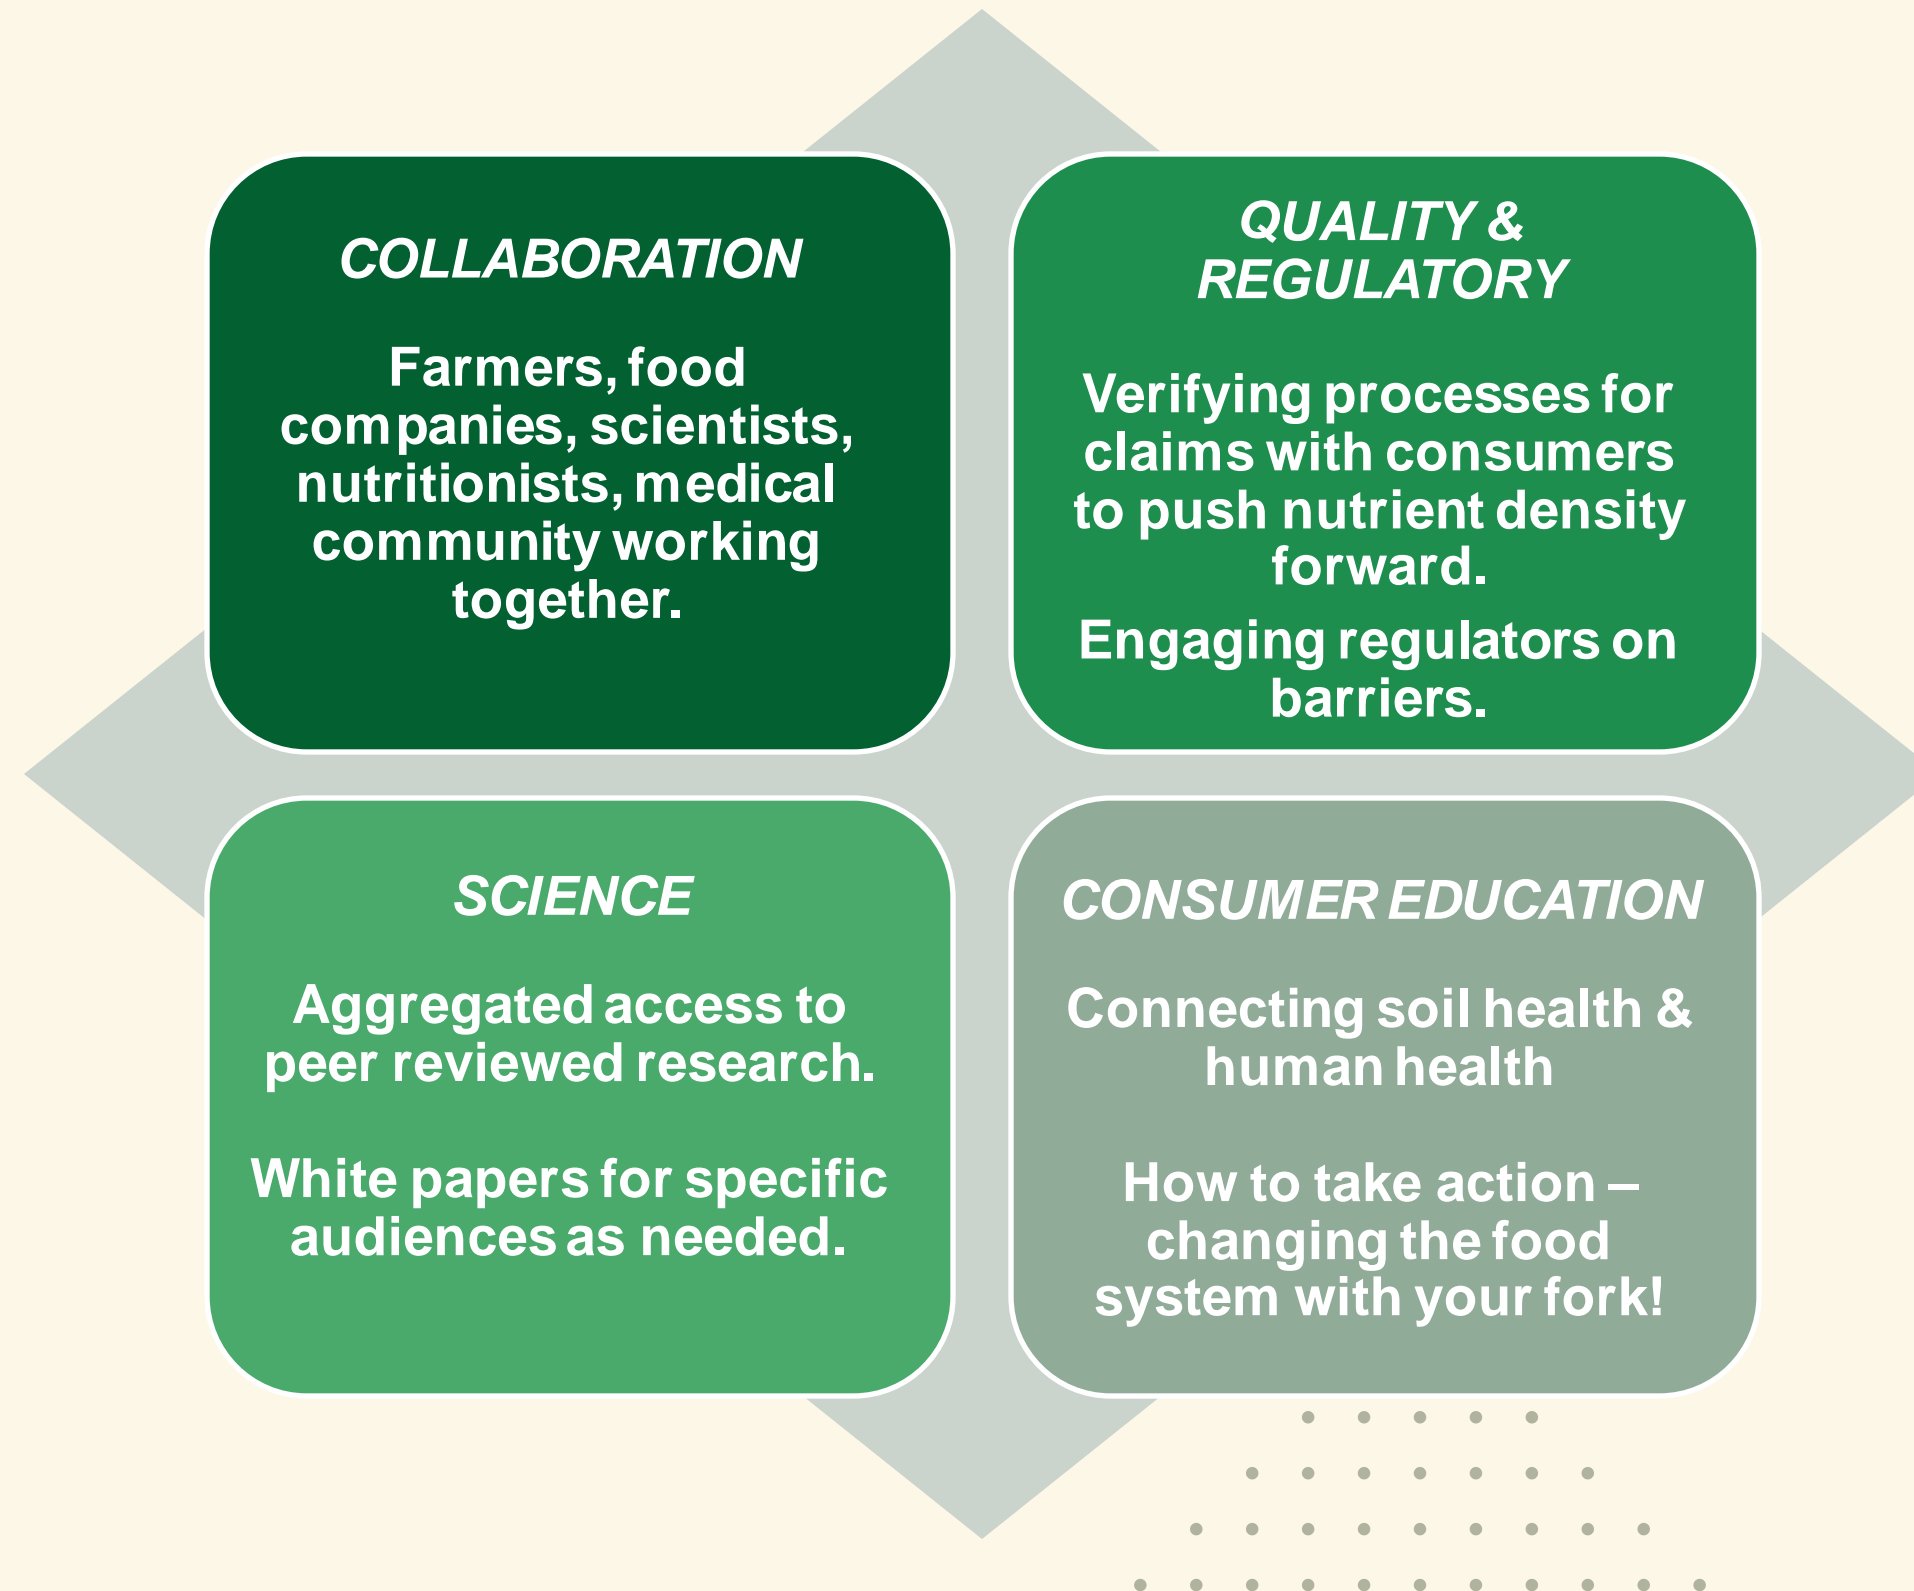 COLLABORATION
Farmers, food
companies, scientists,
nutritionists, medical
community working
together.
QUALITY &
REGULATORY
Verifying processes for
claims with consumers
to push nutrient density
forward.
Engaging regulators on
barriers.
SCIENCE
Aggregated access to
peer reviewed research.
White papers for specific
audiences as needed.
CONSUMER EDUCATION
Connecting soil health &
human health
How to take action –
changing the food
system with your fork!